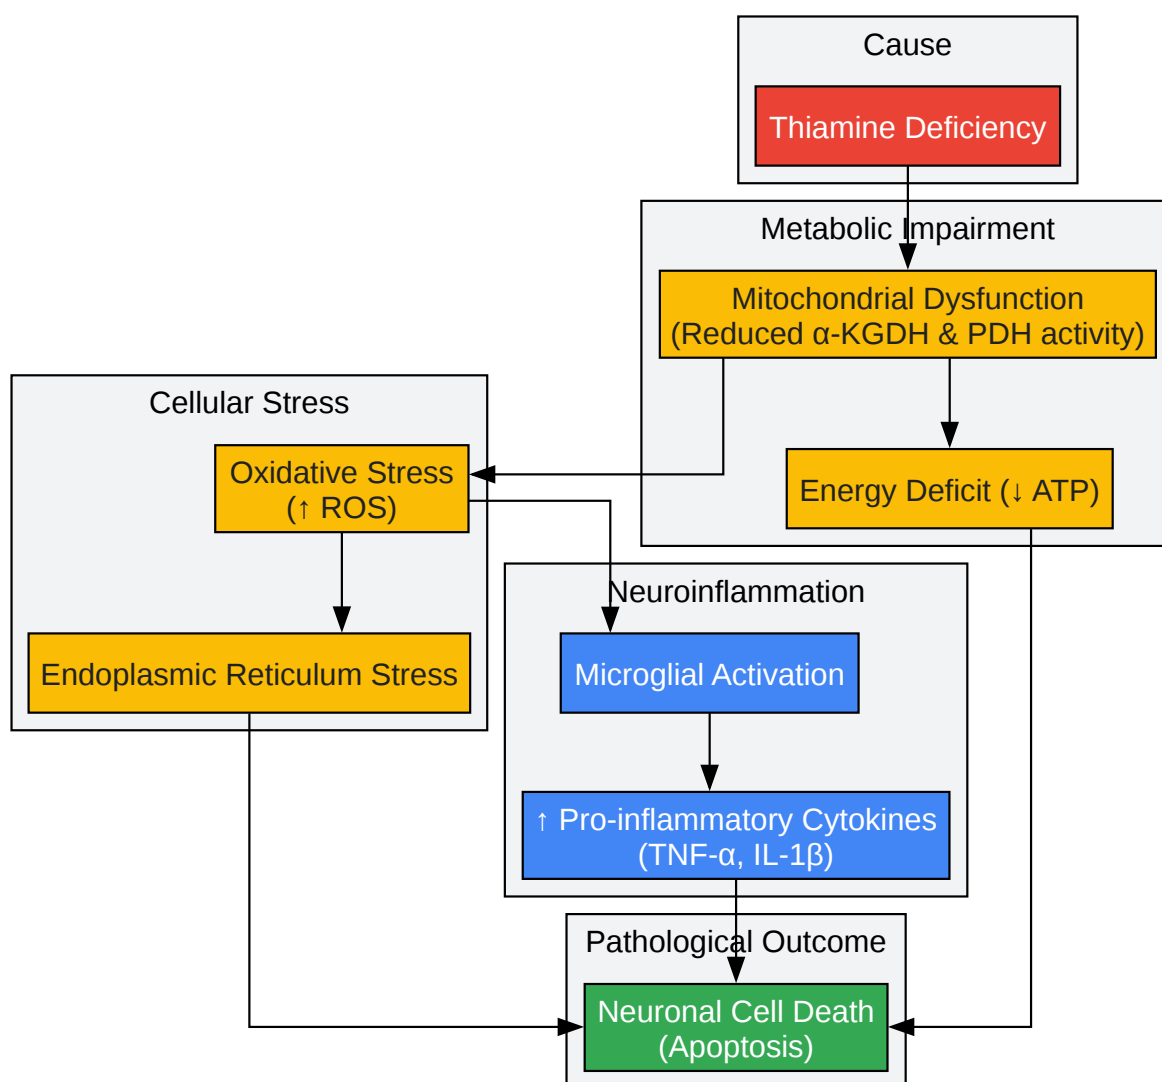 Cause
Thiamine Deficiency
Metabolic Impairment
Mitochondrial Dysfunction
(Reduced α-KGDH & PDH activity)
Cellular Stress
Oxidative Stress
(↑ ROS)
Energy Deficit (↓ ATP)
Neuroinflammation
Endoplasmic Reticulum Stress
Microglial Activation
↑ Pro-inflammatory Cytokines
(TNF-α, IL-1β)
Pathological Outcome
Neuronal Cell Death
(Apoptosis)